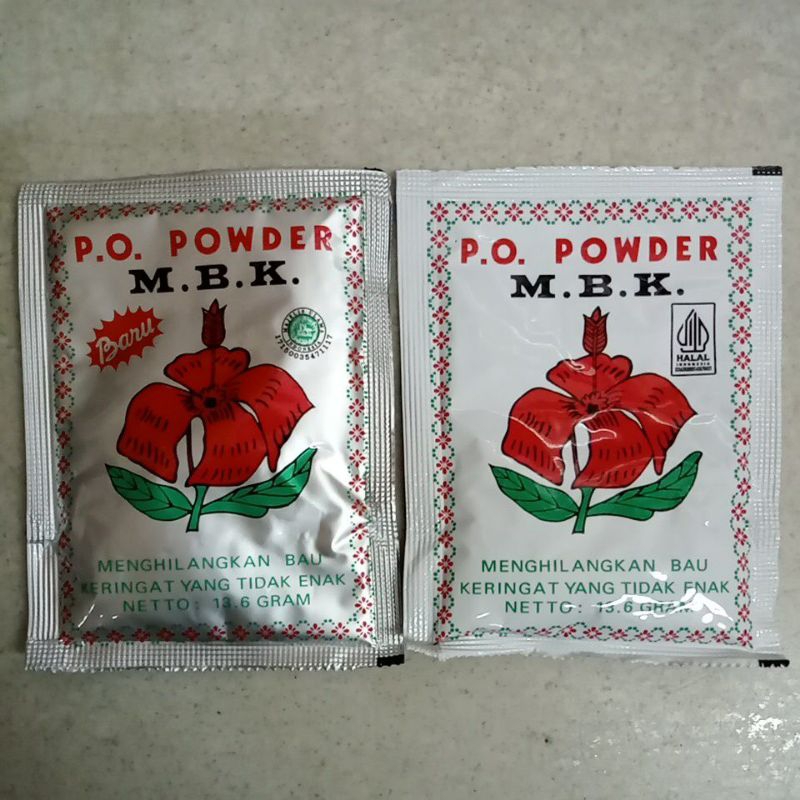 P.O. POWDER
M.B.K.
Baru
MENGHILANGKAN BAU
KERINGAT YANG TIDAK ENAK
NETTO: 13.6 GRAM
P.O. POWDER
M.B.K.
HALAL
INDONESIA
MENGHILANGKAN BAU
KERINGAT YANG TIDAK ENAK
NETTO: 13.6 GRAM